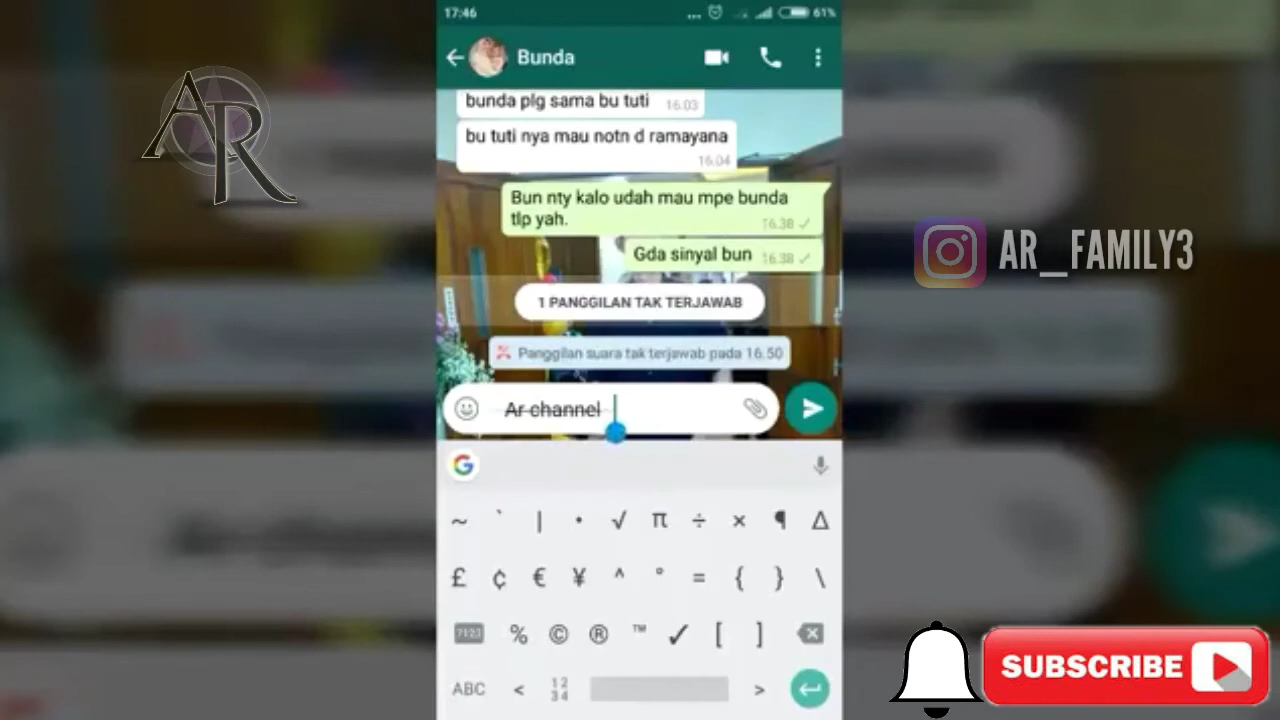 17:46
61%
Bunda
bunda plg sama bu tuti 16.03
bu tuti nya mau notn d ramayana
16.04
Bun nty kalo udah mau mpe bunda
tlp yah.
16.38
Gda sinyal bun 16.38
1 PANGGILAN TAK TERJAWAB
Panggilan suara tak terjawab pada 16.50
Ar channel
G
~ ` | • √ π ÷ × ¶ Δ
£ ¢ € ¥ ^ ° = { } \
?123 % © ® ™ ✓ [ ]
ABC < 12 >
34
AR
AR_FAMILY3
SUBSCRIBE